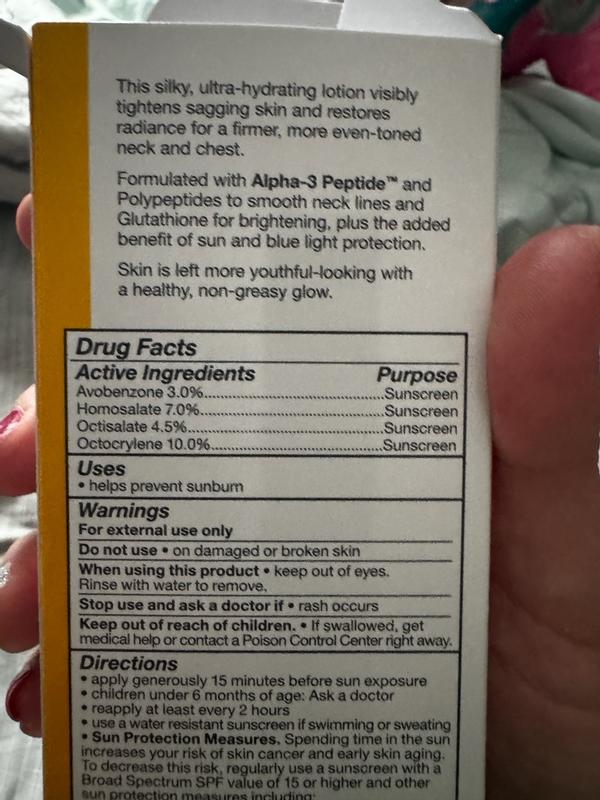 This silky, ultra-hydrating lotion visibly
tightens sagging skin and restores
radiance for a firmer, more even-toned
neck and chest.
Formulated with Alpha-3 Peptide™ and
Polypeptides to smooth neck lines and
Glutathione for brightening, plus the added
benefit of sun and blue light protection.
Skin is left more youthful-looking with
a healthy, non-greasy glow.
Drug Facts
Active Ingredients Purpose
Avobenzone 3.0%..........Sunscreen
Homosalate 7.0%..........Sunscreen
Octisalate 4.5%..........Sunscreen
Octocrylene 10.0%..........Sunscreen
Uses
• helps prevent sunburn
Warnings
For external use only
Do not use • on damaged or broken skin
When using this product • keep out of eyes.
Rinse with water to remove.
Stop use and ask a doctor if • rash occurs
Keep out of reach of children. • If swallowed, get
medical help or contact a Poison Control Center right away.
Directions
• apply generously 15 minutes before sun exposure
• children under 6 months of age: Ask a doctor
• reapply at least every 2 hours
• use a water resistant sunscreen if swimming or sweating
• Sun Protection Measures. Spending time in the sun
increases your risk of skin cancer and early skin aging.
To decrease this risk, regularly use a sunscreen with a
Broad Spectrum SPF value of 15 or higher and other
sun protection measures including: